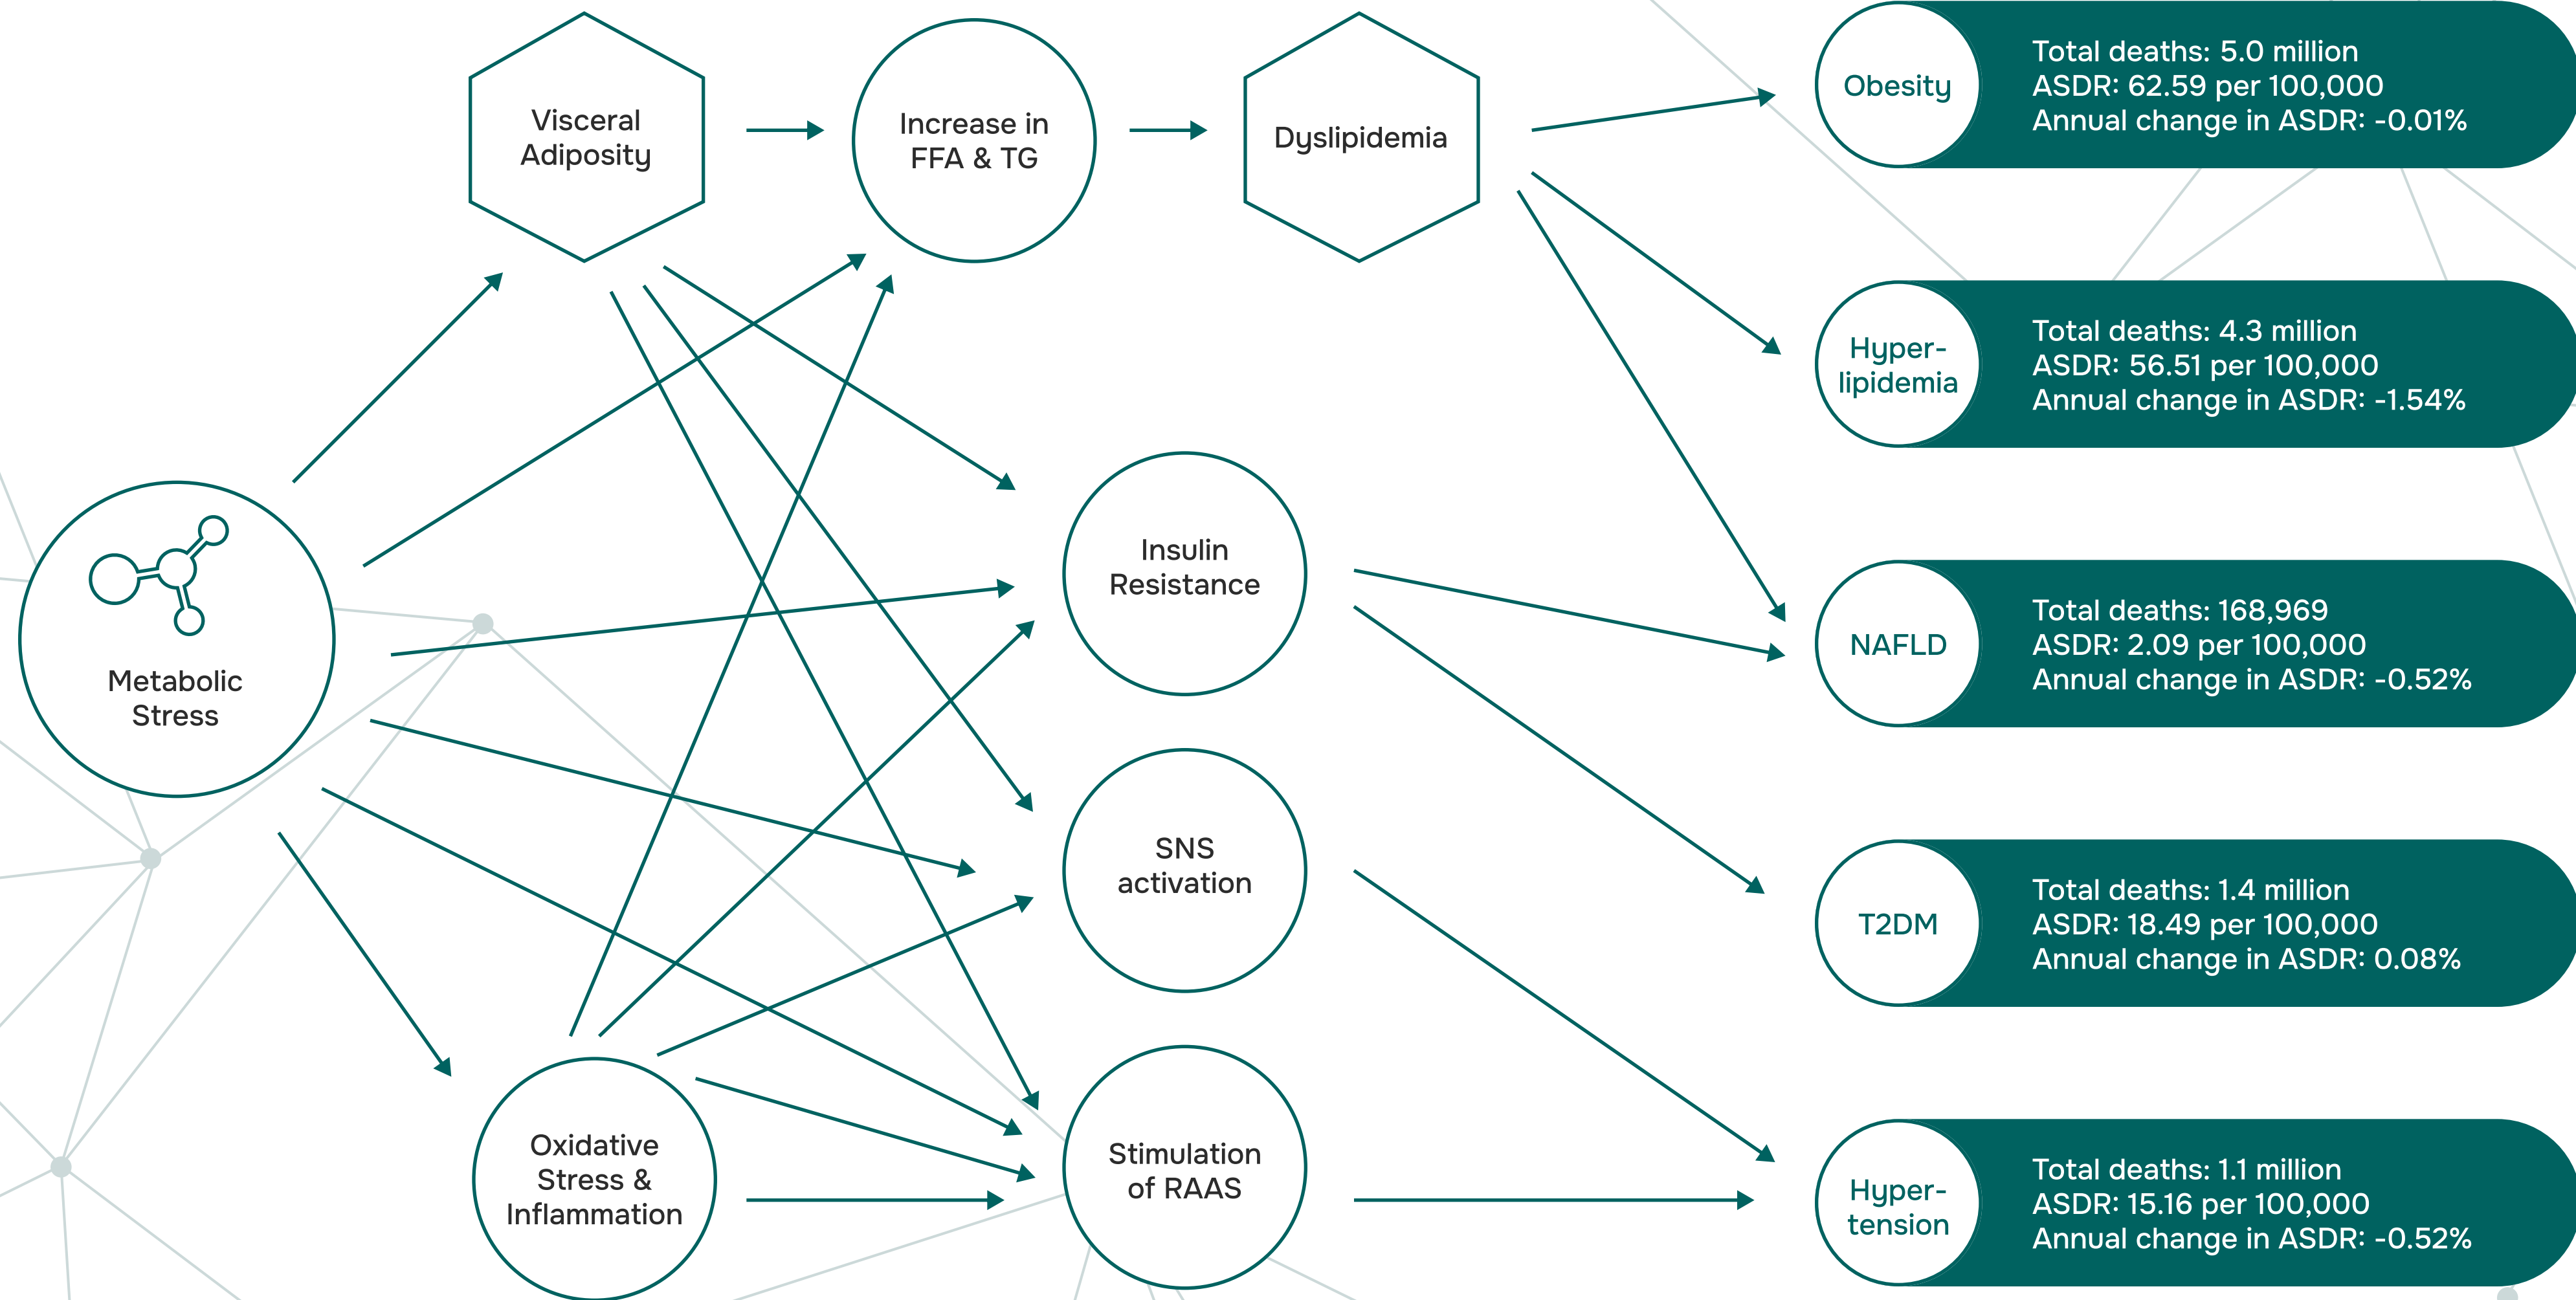 Visceral
Adiposity
Increase in
FFA & TG
Dyslipidemia
Obesity
Total deaths: 5.0 million
ASDR: 62.59 per 100,000
Annual change in ASDR: -0.01%
Hyper-
lipidemia
Total deaths: 4.3 million
ASDR: 56.51 per 100,000
Annual change in ASDR: -1.54%
Metabolic
Stress
Insulin
Resistance
NAFLD
Total deaths: 168,969
ASDR: 2.09 per 100,000
Annual change in ASDR: -0.52%
SNS
activation
T2DM
Total deaths: 1.4 million
ASDR: 18.49 per 100,000
Annual change in ASDR: 0.08%
Oxidative
Stress &
Inflammation
Stimulation
of RAAS
Hyper-
tension
Total deaths: 1.1 million
ASDR: 15.16 per 100,000
Annual change in ASDR: -0.52%